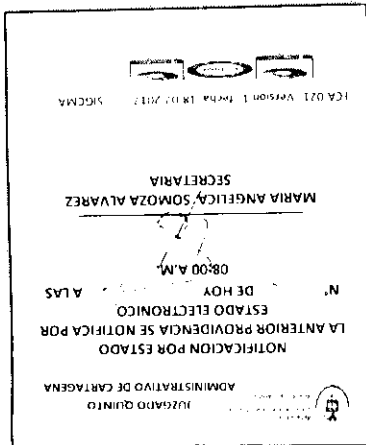 JUZGADO QUINTO
ADMINISTRATIVO DE CARTAGENA
NOTIFICACION POR ESTADO
LA ANTERIOR PROVIDENCIA SE NOTIFICA POR
ESTADO ELECTRONICO
N° DE HOY A LAS
08:00 A.M.
MARIA ANGELICA SOMOZA ALVAREZ
SECRETARIA
FCA 021 Version 1 fecha 18 07 2017 SIGCMA